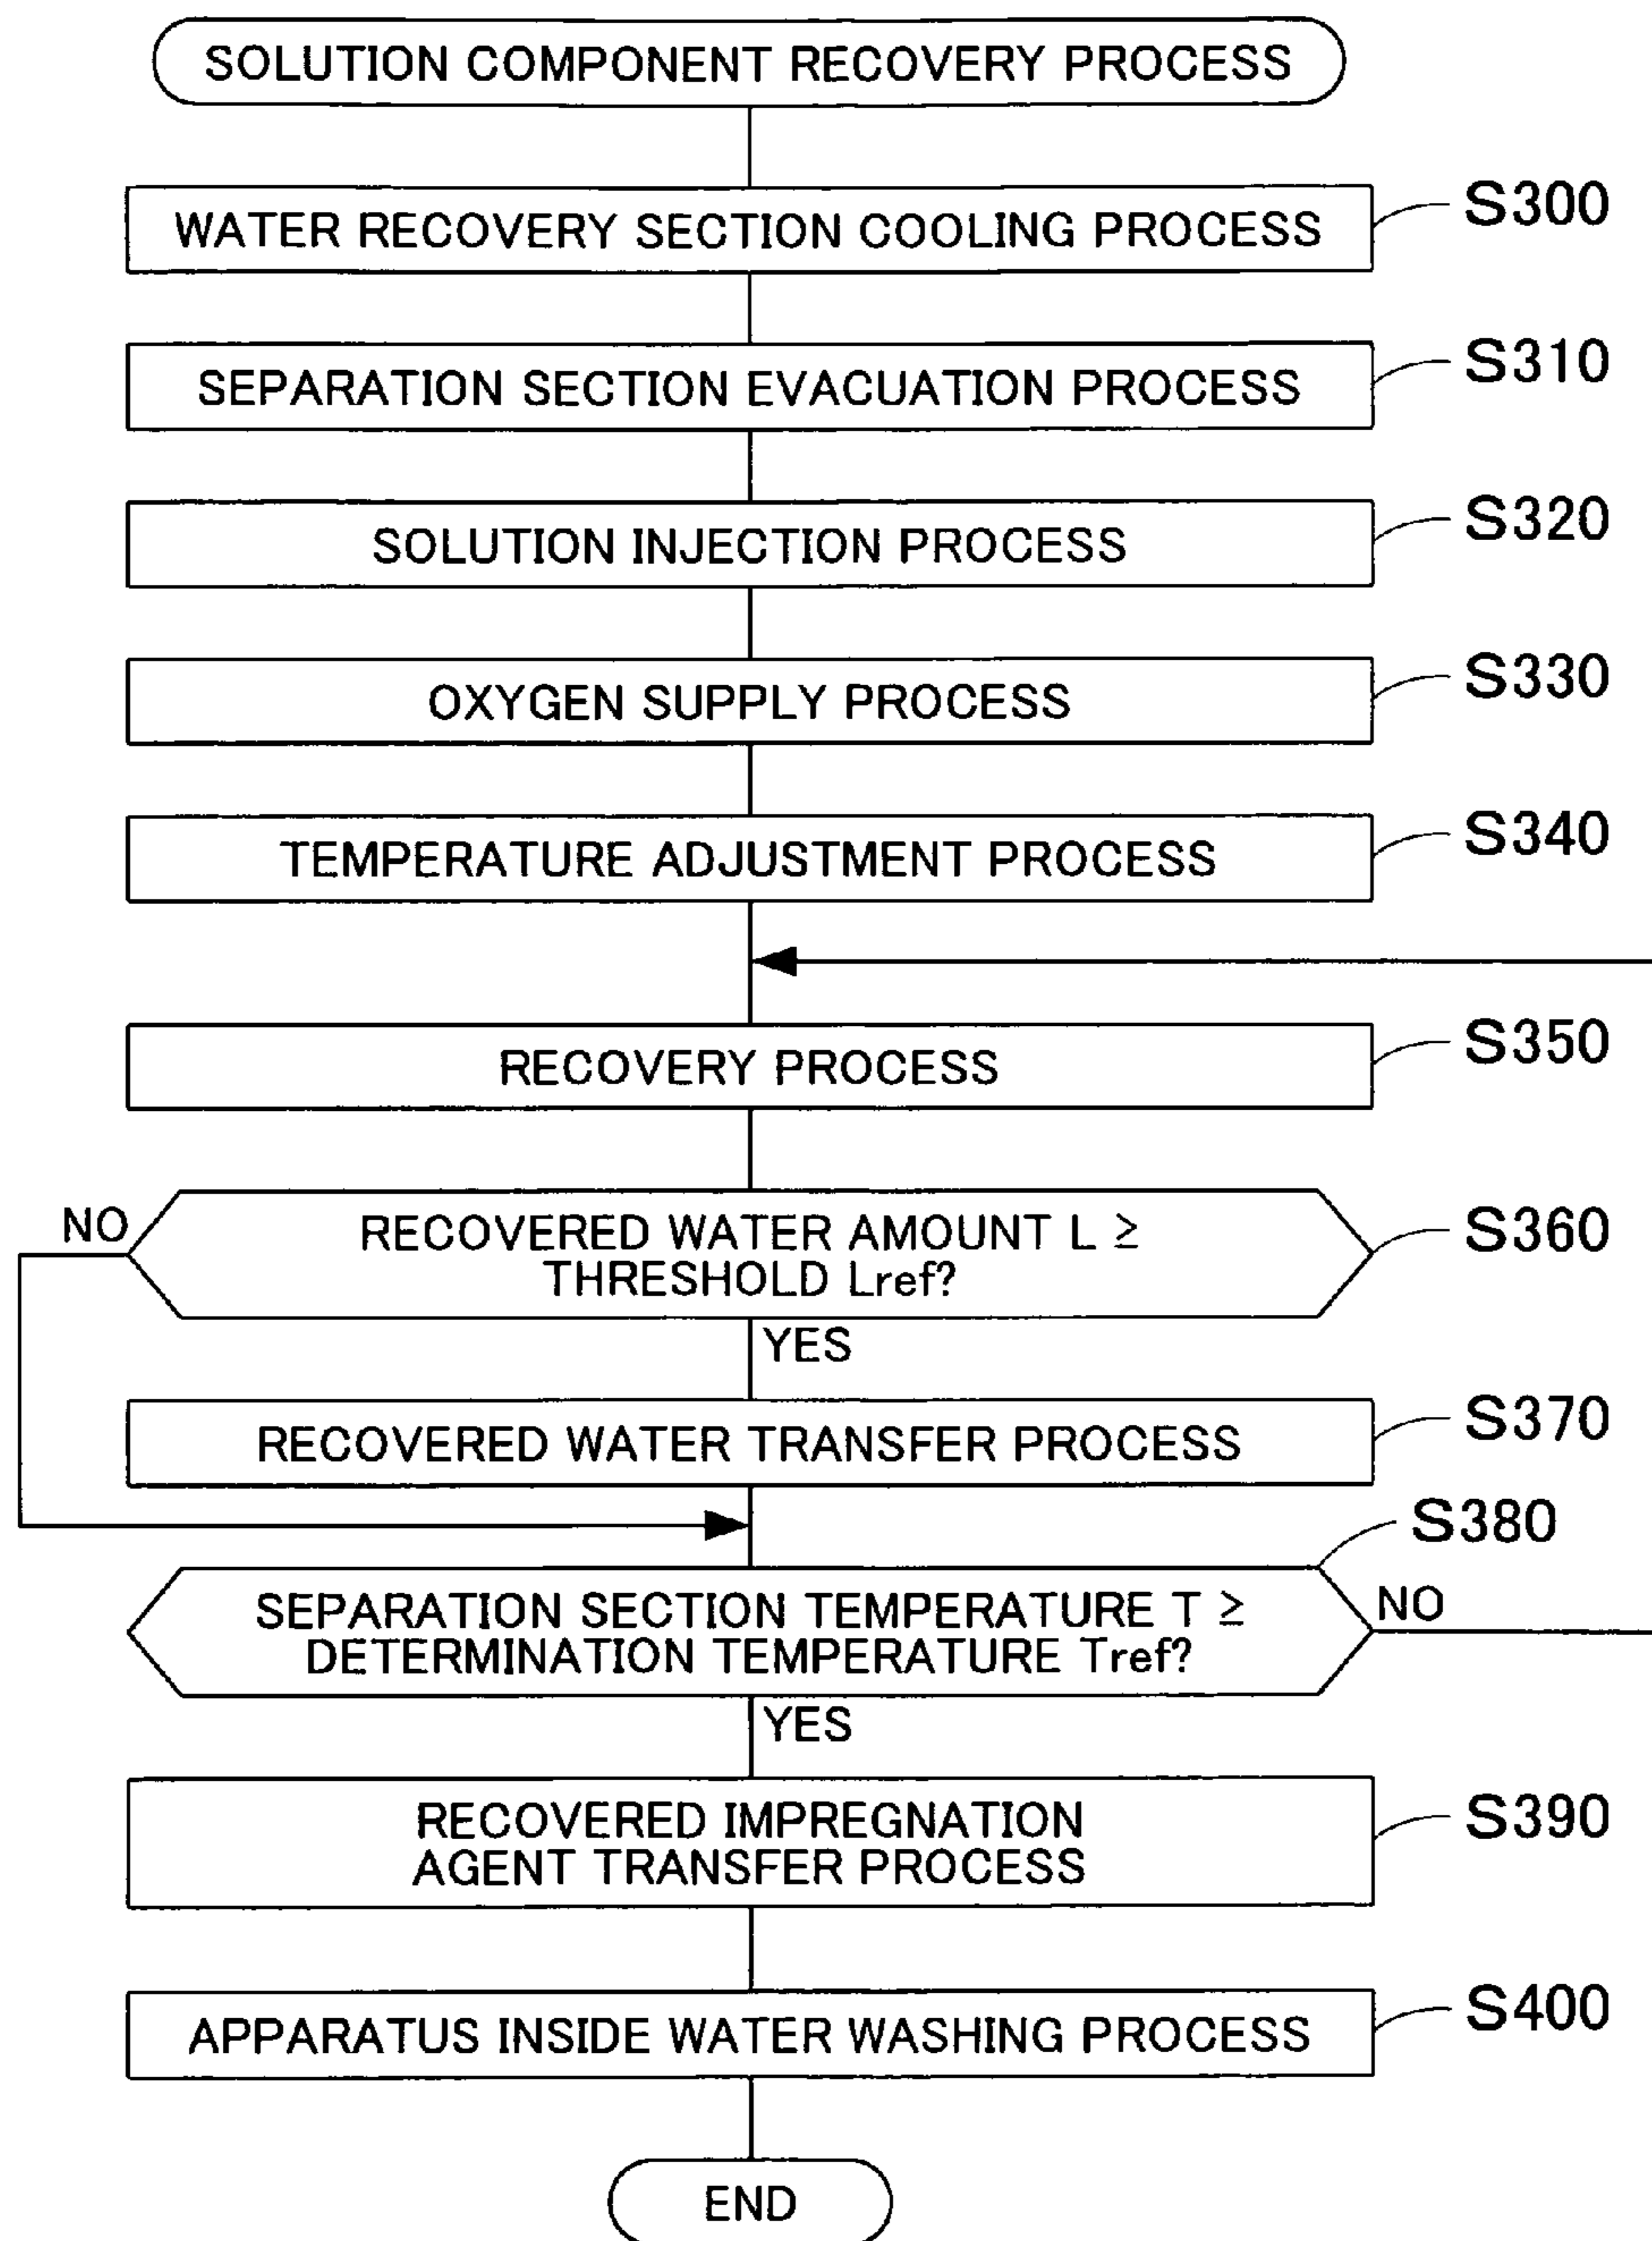 SOLUTION COMPONENT RECOVERY PROCESS
WATER RECOVERY SECTION COOLING PROCESS
S300
SEPARATION SECTION EVACUATION PROCESS
S310
SOLUTION INJECTION PROCESS
S320
OXYGEN SUPPLY PROCESS
S330
TEMPERATURE ADJUSTMENT PROCESS
S340
RECOVERY PROCESS
S350
NO
RECOVERED WATER AMOUNT L ≥
THRESHOLD Lref?
S360
YES
RECOVERED WATER TRANSFER PROCESS
S370
S380
SEPARATION SECTION TEMPERATURE T ≥
DETERMINATION TEMPERATURE Tref?
NO
YES
RECOVERED IMPREGNATION
AGENT TRANSFER PROCESS
S390
APPARATUS INSIDE WATER WASHING PROCESS
S400
END